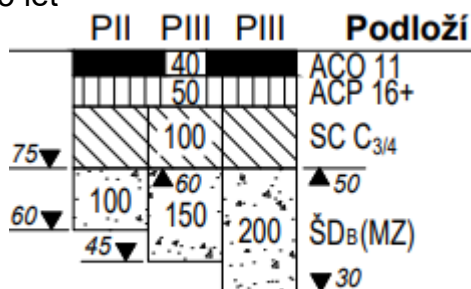 let
PII PIII PIII Podloží
40 ACO 11
50 ACP 16+
100 SC C3/4
75
60 50
100 150 200 ŠDB(MZ)
60
45
30